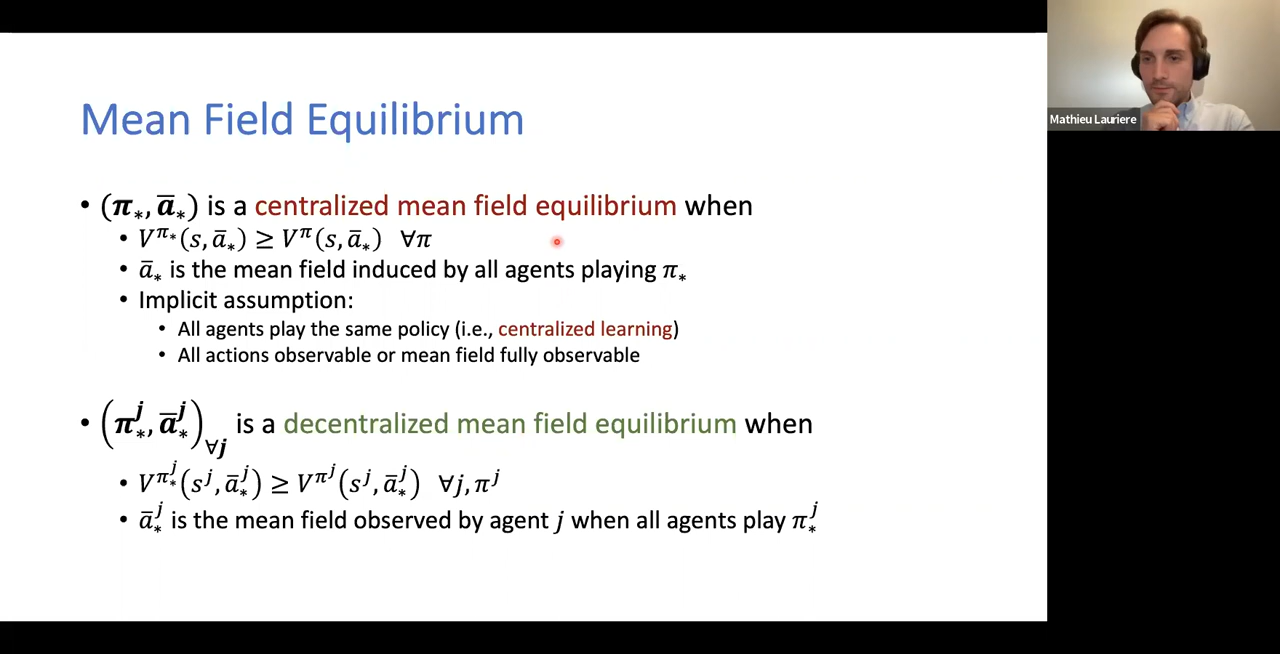 Mean Field Equilibrium
• (π∗, a̅∗) is a centralized mean field equilibrium when
• V^π∗(s, a̅∗) ≥ V^π(s, a̅∗) ∀π
• a̅∗ is the mean field induced by all agents playing π∗
• Implicit assumption:
• All agents play the same policy (i.e., centralized learning)
• All actions observable or mean field fully observable
• (π∗^j, a̅∗^j)∀j is a decentralized mean field equilibrium when
• V^π∗^j(s^j, a̅∗^j) ≥ V^π^j(s^j, a̅∗^j) ∀j, π^j
• a̅∗^j is the mean field observed by agent j when all agents play π∗^j
Mathieu Lauriere